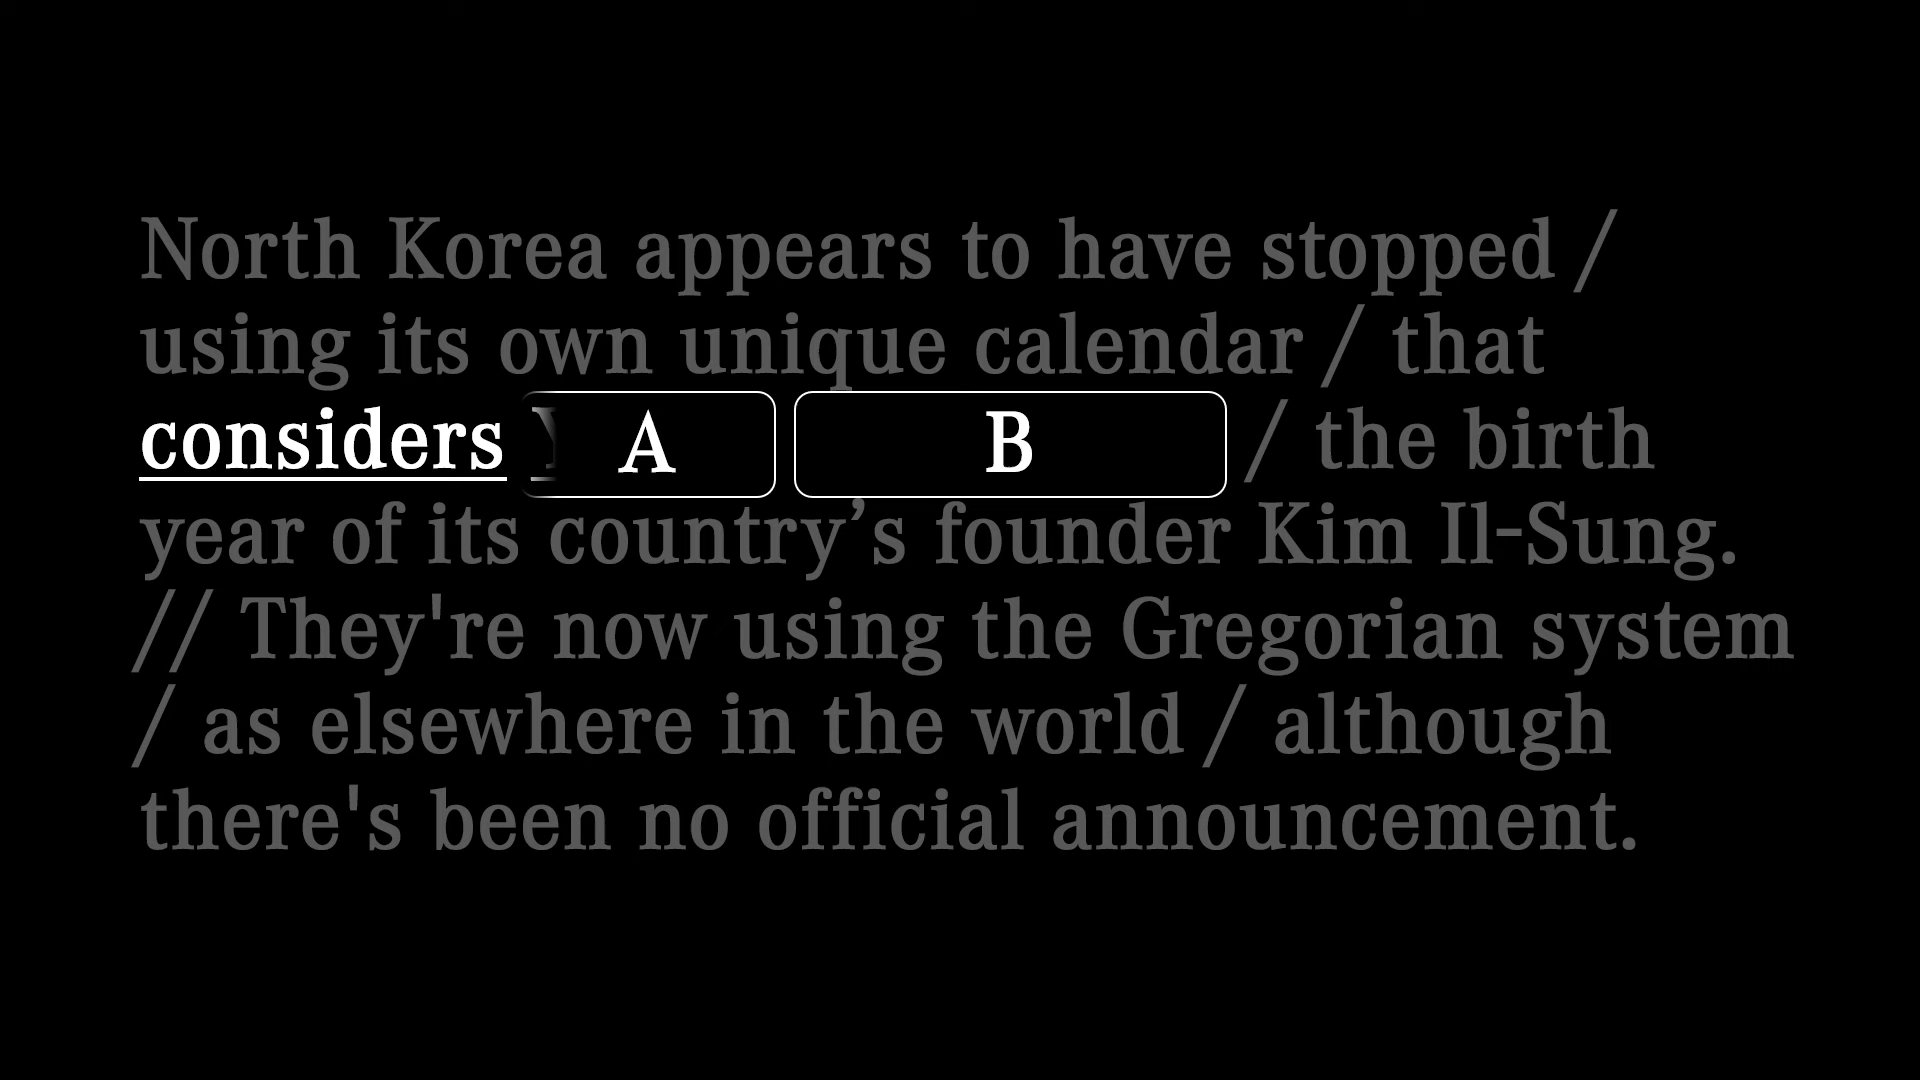 North Korea appears to have stopped /
using its own unique calendar / that
considers A B / the birth
year of its country’s founder Kim Il-Sung.
// They're now using the Gregorian system
/ as elsewhere in the world / although
there's been no official announcement.